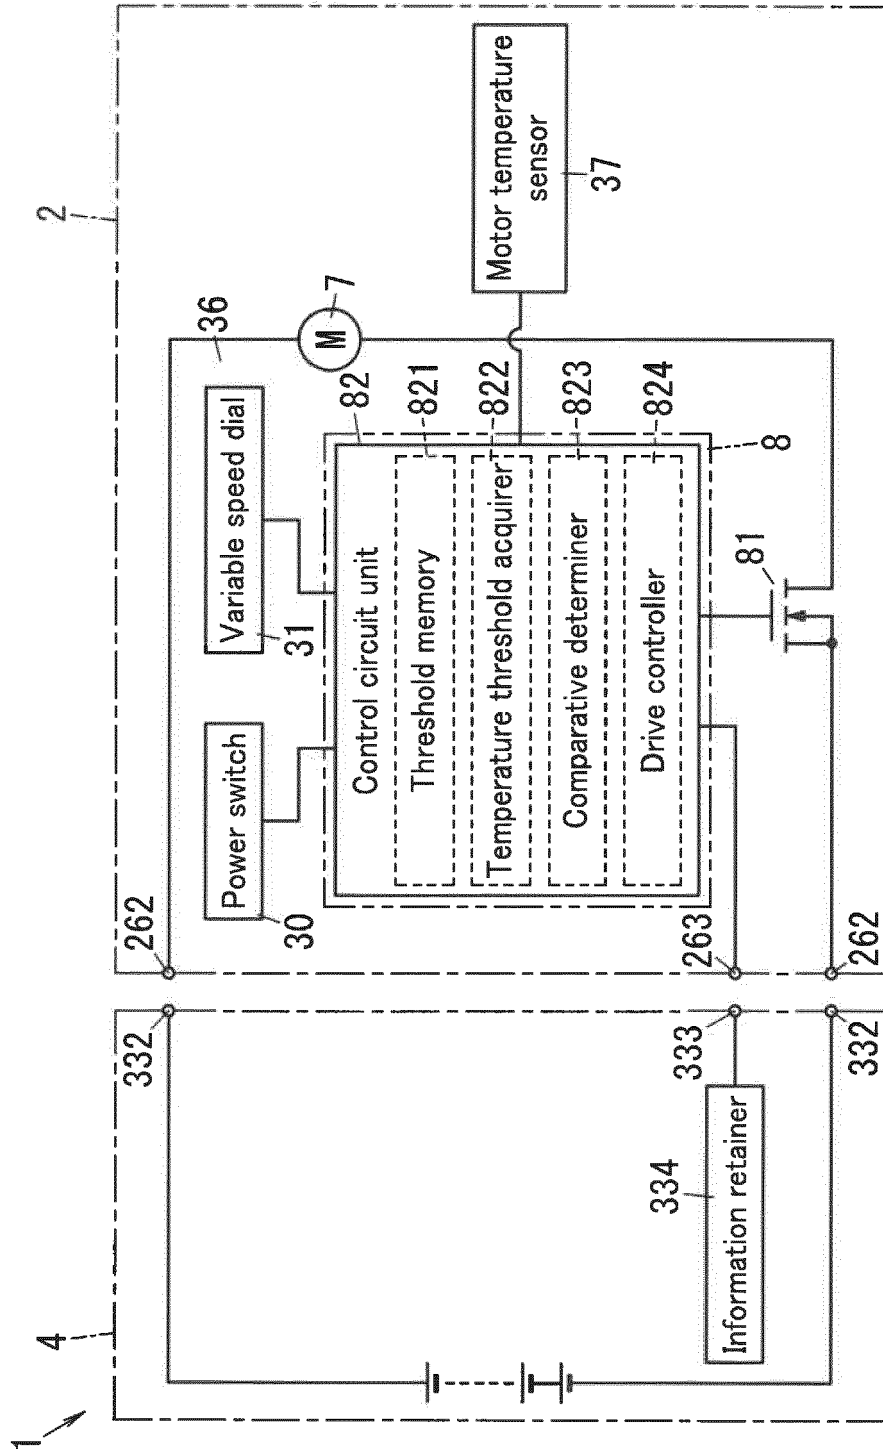 1
4
2
332
262
36
7
M
Power switch
30
Variable speed dial
31
Motor temperature
sensor
37
Control circuit unit
82
Threshold memory
821
Temperature threshold acquirer
822
Comparative determiner
823
Drive controller
824
8
334
Information retainer
333
263
81
332
262